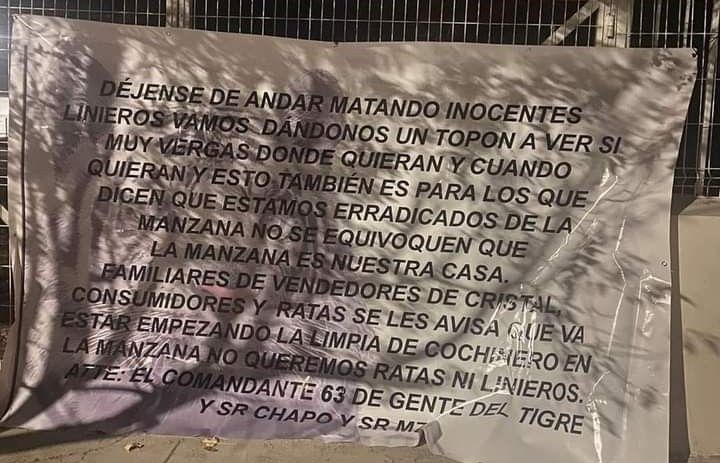 DÉJENSE DE ANDAR MATANDO INOCENTES
LINIEROS VAMOS DÁNDONOS UN TOPON A VER SI
MUY VERGAS DONDE QUIERAN Y CUANDO
QUIERAN Y ESTO TAMBIÉN ES PARA LOS QUE
DICEN QUE ESTAMOS ERRADICADOS DE LA
MANZANA NO SE EQUIVOQUEN QUE
LA MANZANA ES NUESTRA CASA.
FAMILIARES DE VENDEDORES DE CRISTAL,
CONSUMIDORES Y RATAS SE LES AVISA QUE VA
ESTAR EMPEZANDO LA LIMPIA DE COCHINERO EN
LA MANZANA NO QUEREMOS RATAS NI LINIEROS.
ATTE: EL COMANDANTE 63 DE GENTE DEL TIGRE
Y SR CHAPO Y SR MZ